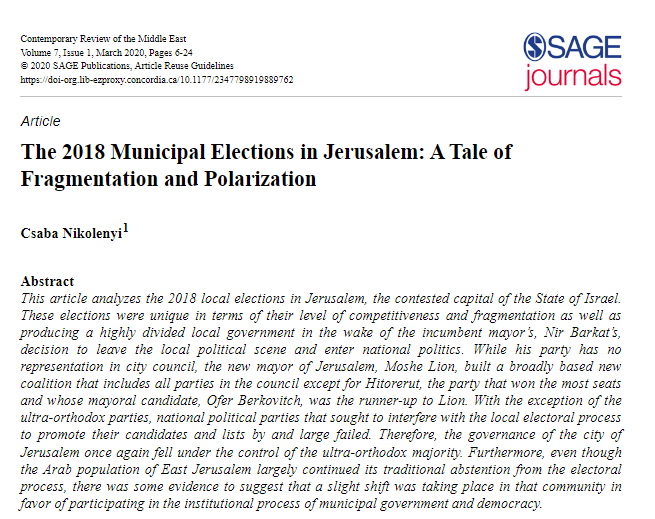 Contemporary Review of the Middle East
Volume 7, Issue 1, March 2020, Pages 6-24
© 2020 SAGE Publications, Article Reuse Guidelines
https://doi-org.lib-ezproxy.concordia.ca/10.1177/2347798919889762
SAGE
journals
Article
The 2018 Municipal Elections in Jerusalem: A Tale of
Fragmentation and Polarization
Csaba Nikolenyi1
Abstract
This article analyzes the 2018 local elections in Jerusalem, the contested capital of the State of Israel.
These elections were unique in terms of their level of competitiveness and fragmentation as well as
producing a highly divided local government in the wake of the incumbent mayor's, Nir Barkat's,
decision to leave the local political scene and enter national politics. While his party has no
representation in city council, the new mayor of Jerusalem, Moshe Lion, built a broadly based new
coalition that includes all parties in the council except for Hitorerut, the party that won the most seats
and whose mayoral candidate, Ofer Berkovitch, was the runner-up to Lion. With the exception of the
ultra-orthodox parties, national political parties that sought to interfere with the local electoral process
to promote their candidates and lists by and large failed. Therefore, the governance of the city of
Jerusalem once again fell under the control of the ultra-orthodox majority. Furthermore, even though
the Arab population of East Jerusalem largely continued its traditional abstention from the electoral
process, there was some evidence to suggest that a slight shift was taking place in that community in
favor of participating in the institutional process of municipal government and democracy.